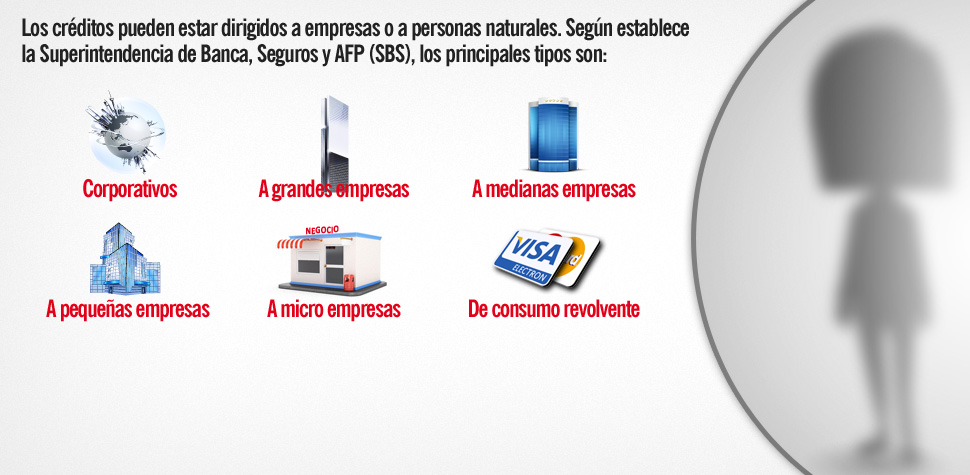 Los créditos pueden estar dirigidos a empresas o a personas naturales. Según establece
la Superintendencia de Banca, Seguros y AFP (SBS), los principales tipos son:
Corporativos
A grandes empresas
A medianas empresas
NEGOCIO
VISA
ELECTRON
A pequeñas empresas
A micro empresas
De consumo revolvente